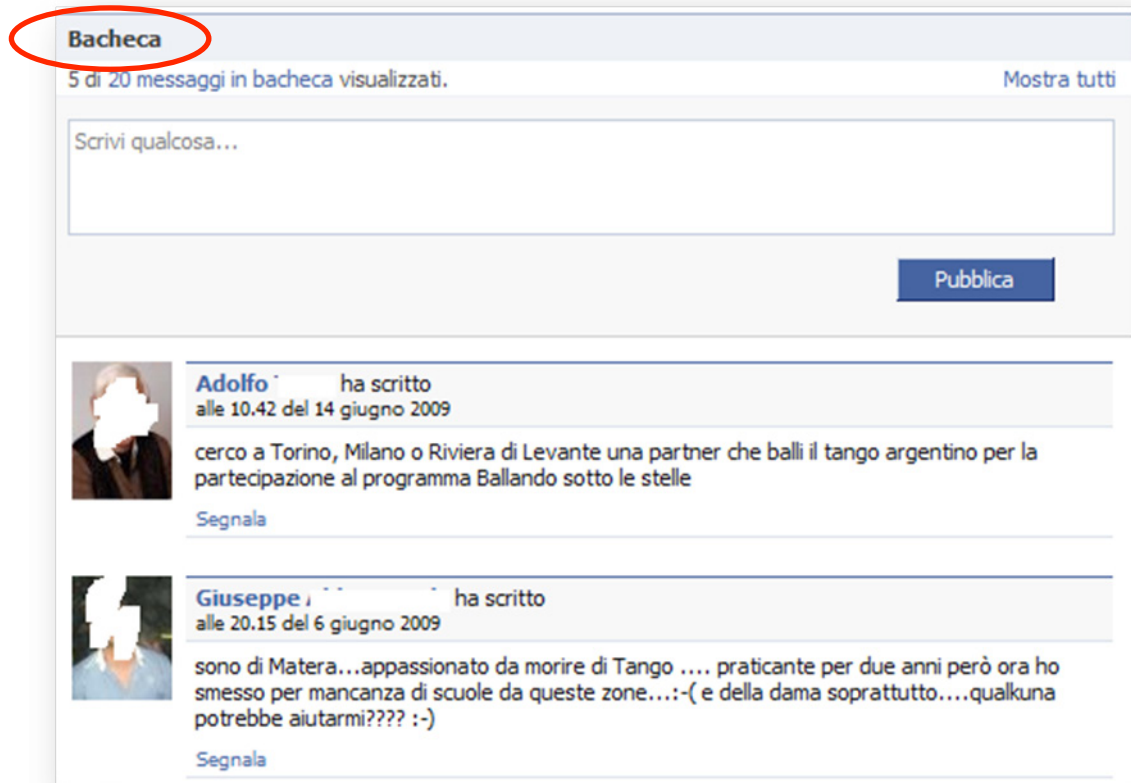 Bacheca
5 di 20 messaggi in bacheca visualizzati. Mostra tutti
Scrivi qualcosa...
Pubblica
Adolfo ha scritto
alle 10.42 del 14 giugno 2009
cerco a Torino, Milano o Riviera di Levante una partner che balli il tango argentino per la
partecipazione al programma Ballando sotto le stelle
Segnala
Giuseppe ha scritto
alle 20.15 del 6 giugno 2009
sono di Matera...appassionato da morire di Tango .... praticante per due anni però ora ho
smesso per mancanza di scuole da queste zone...:-( e della dama soprattutto....qualkuna
potrebbe aiutarmi???? :-)
Segnala